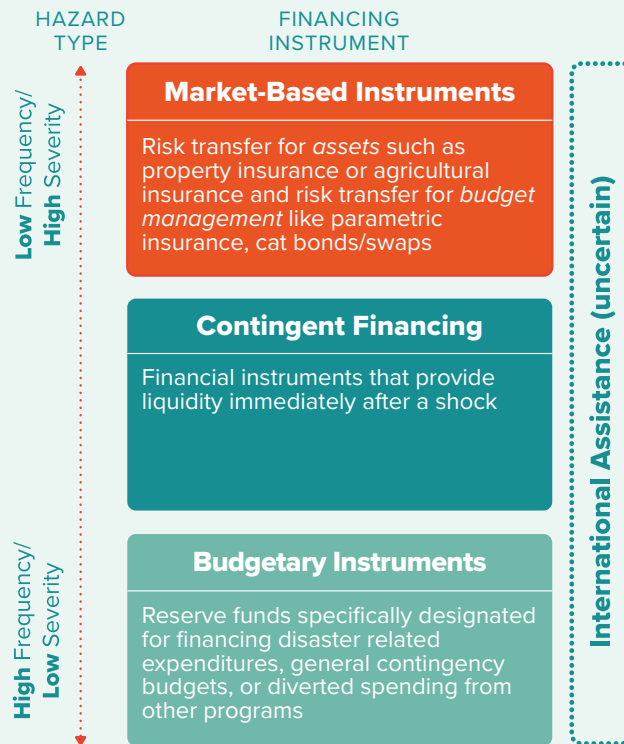 HAZARD
TYPE
FINANCING
INSTRUMENT
Low Frequency/
High Severity
Market-Based Instruments
Risk transfer for assets such as
property insurance or agricultural
insurance and risk transfer for budget
management like parametric
insurance, cat bonds/swaps
Contingent Financing
Financial instruments that provide
liquidity immediately after a shock
High Frequency/
Low Severity
Budgetary Instruments
Reserve funds specifically designated
for financing disaster related
expenditures, general contingency
budgets, or diverted spending from
other programs
International Assistance (uncertain)